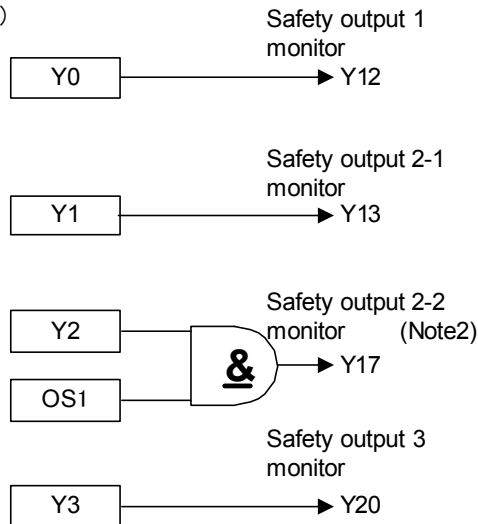 )
Safety output 1
monitor
Y0
Y12
Safety output 2-1
monitor
Y1
Y13
Safety output 2-2
monitor (Note2)
Y2
&
Y17
OS1
Safety output 3
monitor
Y3
Y20